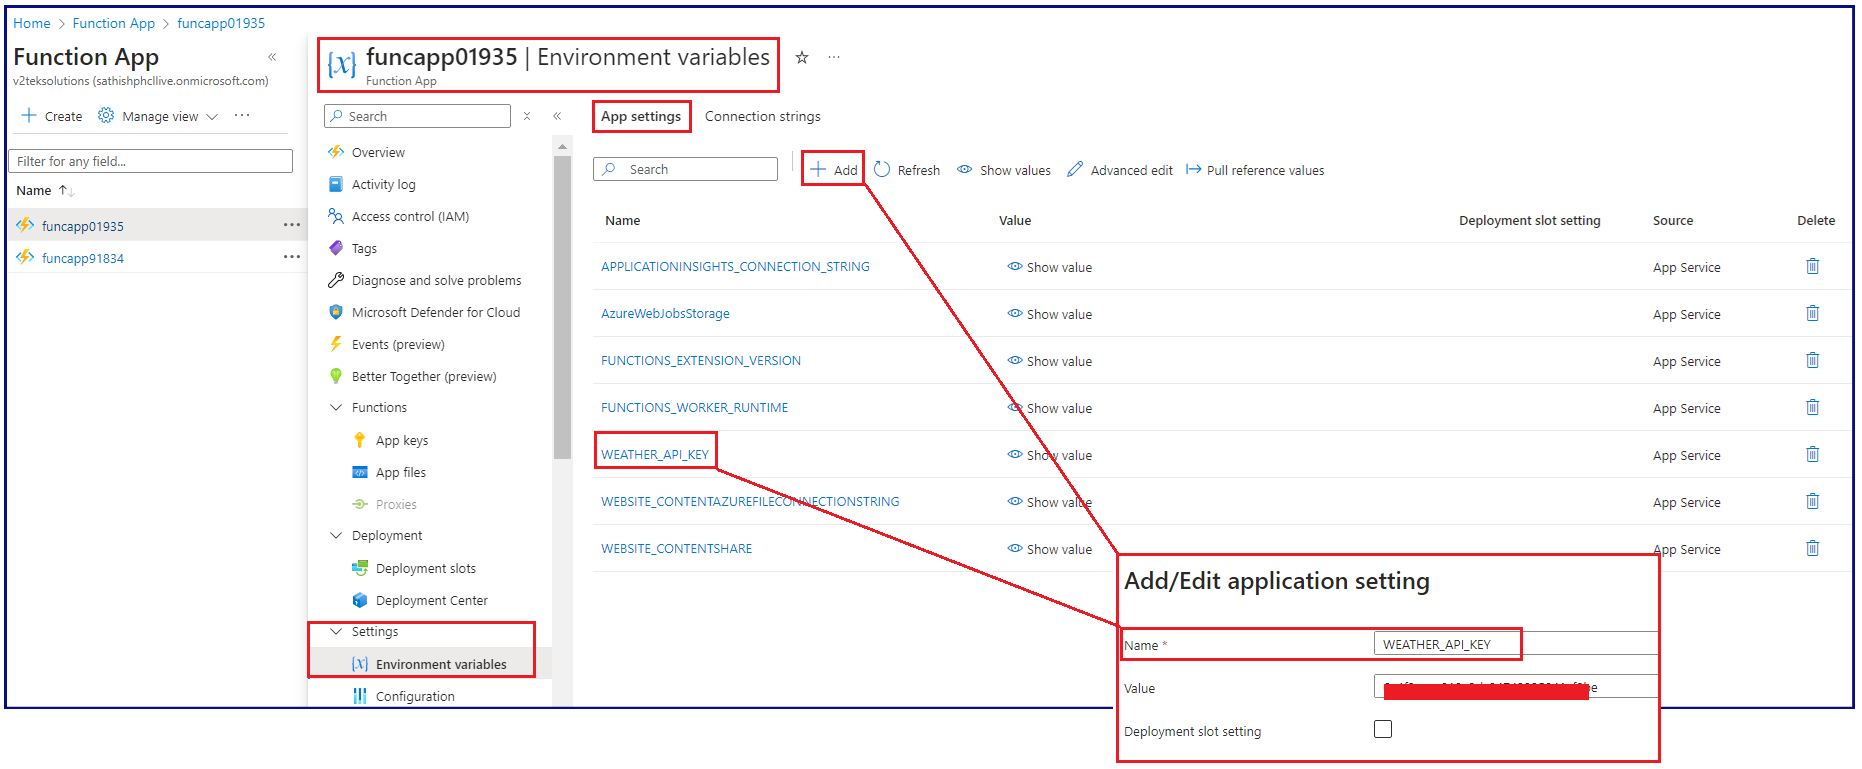 Home > Function App > funcapp01935
Function App «
v2teksolutions (sathishphcllive.onmicrosoft.com)
+ Create Manage view ···
Filter for any field...
Name ↑↓
funcapp01935 ···
funcapp91834 ···
{x} funcapp01935 | Environment variables ☆ ···
Function App
Search «
Overview
Activity log
Access control (IAM)
Tags
Diagnose and solve problems
Microsoft Defender for Cloud
Events (preview)
Better Together (preview)
Functions
App keys
App files
Proxies
Deployment
Deployment slots
Deployment Center
Settings
{x} Environment variables
Configuration
App settings Connection strings
Search + Add Refresh Show values Advanced edit Pull reference values
Name Value Deployment slot setting Source Delete
APPLICATIONINSIGHTS_CONNECTION_STRING Show value App Service
AzureWebJobsStorage Show value App Service
FUNCTIONS_EXTENSION_VERSION Show value App Service
FUNCTIONS_WORKER_RUNTIME Show value App Service
WEATHER_API_KEY Show value App Service
WEBSITE_CONTENTAZUREFILECONNECTIONSTRING Show value App Service
WEBSITE_CONTENTSHARE Show value App Service
Add/Edit application setting
Name * WEATHER_API_KEY
Value
Deployment slot setting